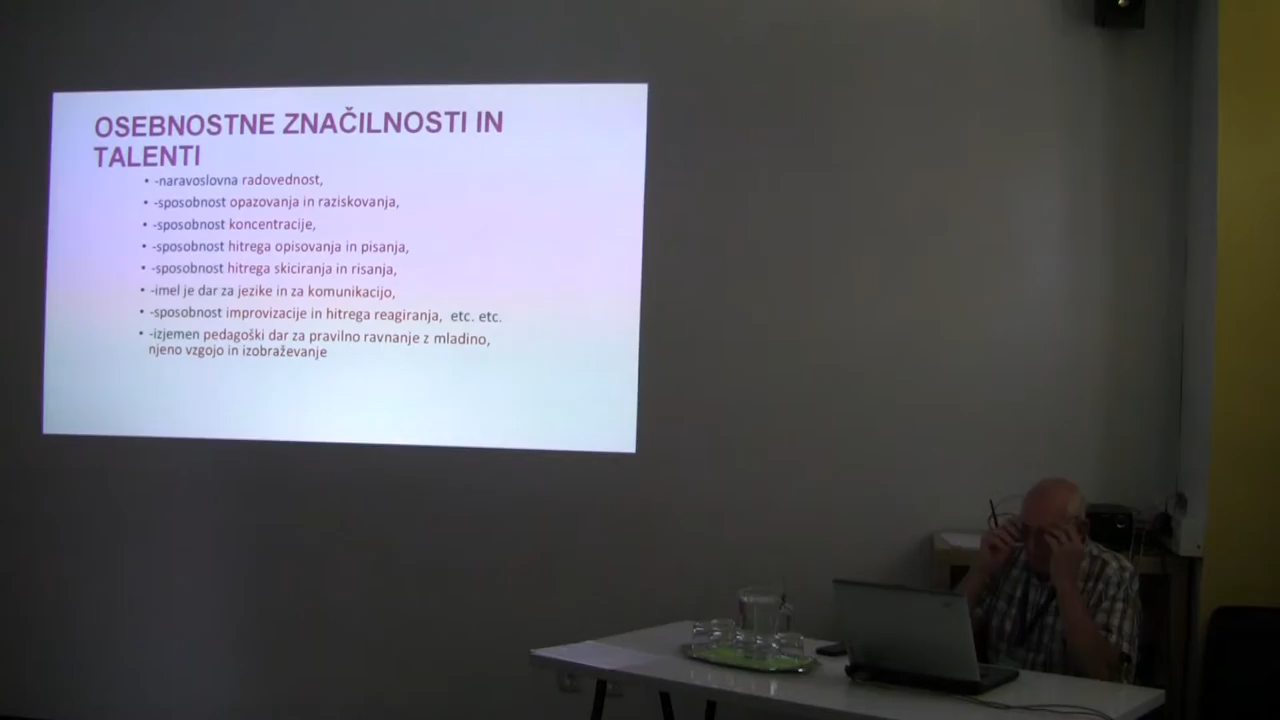 OSEBNOSTNE ZNAČILNOSTI IN
TALENTI
• -naravoslovna radovednost,
• -sposobnost opazovanja in raziskovanja,
• -sposobnost koncentracije,
• -sposobnost hitrega opisovanja in pisanja,
• -sposobnost hitrega skiciranja in risanja,
• -imel je dar za jezike in za komunikacijo,
• -sposobnost improvizacije in hitrega reagiranja, etc. etc.
• -izjemen pedagoški dar za pravilno ravnanje z mladino,
njeno vzgojo in izobraževanje